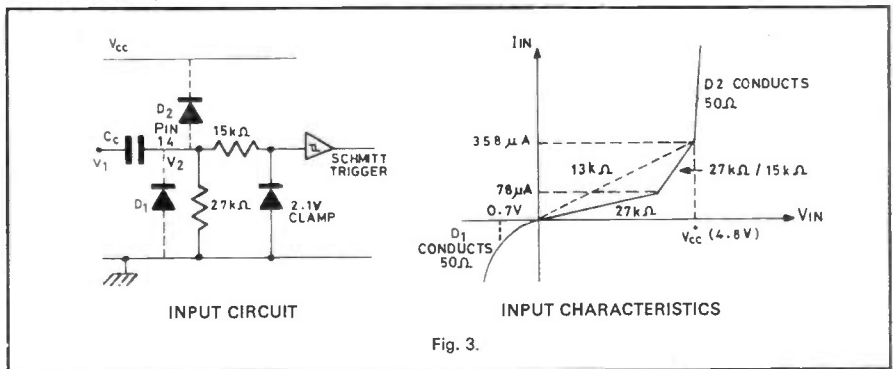 Vcc
D2
PIN
14
15kΩ
Cc
V1
V2
SCHMITT
TRIGGER
D1
27kΩ
2.1V
CLAMP
INPUT CIRCUIT
IIN
D2 CONDUCTS
50Ω
358µA
13kΩ
27kΩ / 15kΩ
78µA
0.7V
27kΩ
VIN
D1
CONDUCTS
50Ω
Vcc (4.8V)
INPUT CHARACTERISTICS
Fig. 3.